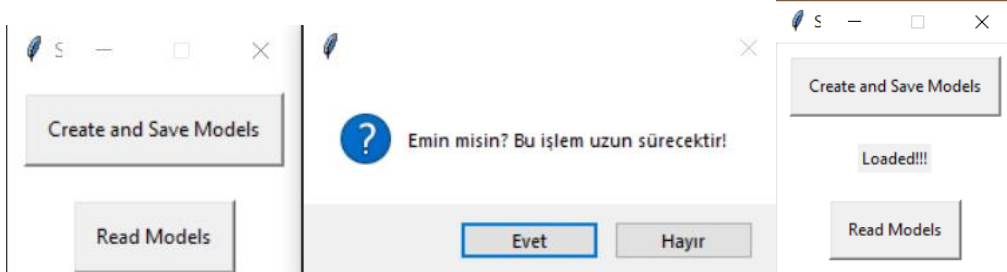 S
Create and Save Models
Read Models
Emin misin? Bu işlem uzun sürecektir!
Evet
Hayır
S
Create and Save Models
Loaded!!!
Read Models